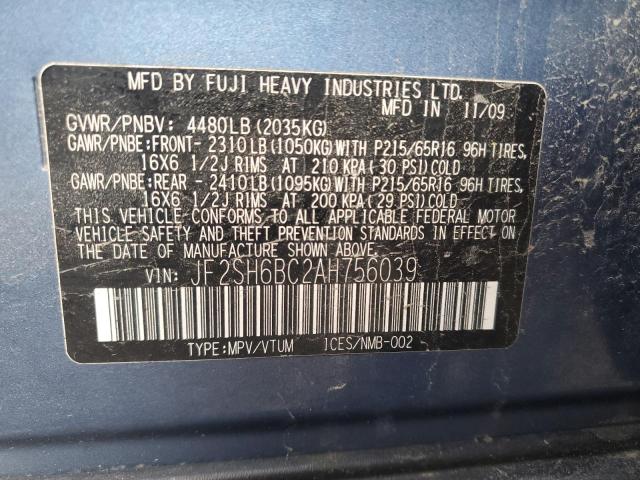 MFD BY FUJI HEAVY INDUSTRIES LTD.
MFD IN 11/09
GVWR/PNBV: 4480LB(2035KG)
GAWR/PNBE:FRONT- 2310LB(1050KG)WITH P215/65R16 96H TIRES,
16X6 1/2J RIMS AT 210 KPA(30 PSI)COLD
GAWR/PNBE:REAR - 2410LB(1095KG)WITH P215/65R16 96H TIRES,
16X6 1/2J RIMS AT 200 KPA(29 PSI)COLD
THIS VEHICLE CONFORMS TO ALL APPLICABLE FEDERAL MOTOR
VEHICLE SAFETY AND THEFT PREVENTION STANDARDS IN EFFECT ON
THE DATE OF MANUFACTURE SHOWN ABOVE.
VIN: JF2SH6BC2AH756039
TYPE:MPV/VTUM ICES/NMB-002